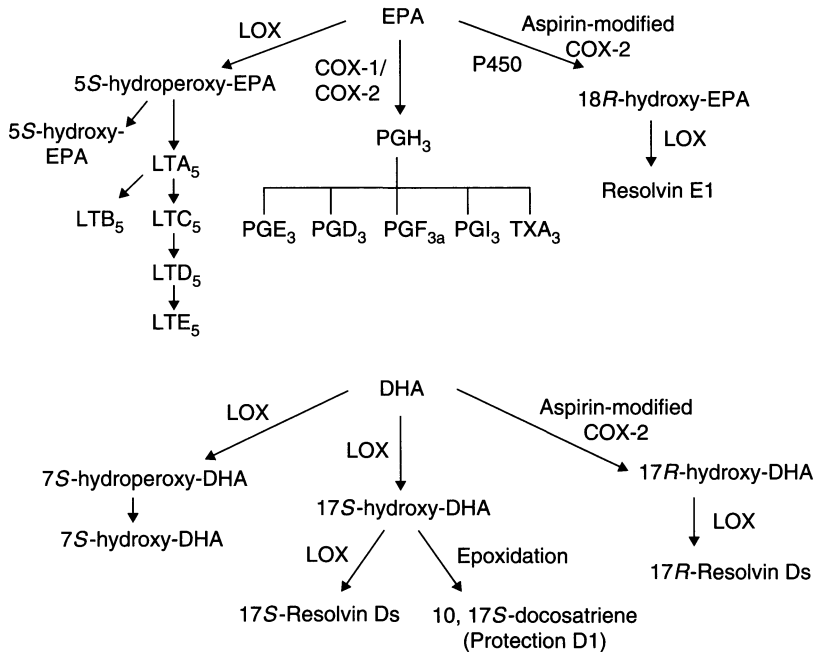 EPA
LOX
Aspirin-modified
COX-2
COX-1/
COX-2
P450
5S-hydroperoxy-EPA
18R-hydroxy-EPA
5S-hydroxy-
EPA
PGH3
LOX
LTA5
Resolvin E1
LTB5
LTC5
PGE3 PGD3 PGF3a PGI3 TXA3
LTD5
LTE5
DHA
LOX
Aspirin-modified
COX-2
LOX
7S-hydroperoxy-DHA
17R-hydroxy-DHA
17S-hydroxy-DHA
LOX
7S-hydroxy-DHA
LOX
Epoxidation
17R-Resolvin Ds
17S-Resolvin Ds
10, 17S-docosatriene
(Protection D1)